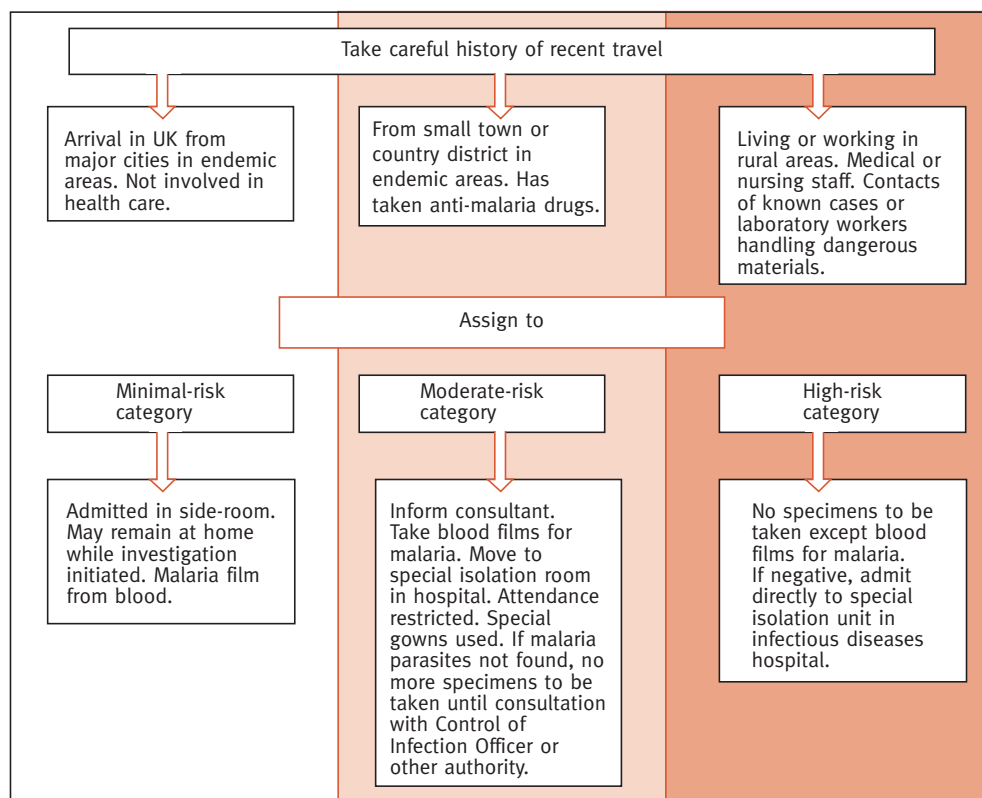 Take careful history of recent travel
Arrival in UK from
major cities in endemic
areas. Not involved in
health care.
From small town or
country district in
endemic areas. Has
taken anti-malaria drugs.
Living or working in
rural areas. Medical or
nursing staff. Contacts
of known cases or
laboratory workers
handling dangerous
materials.
Assign to
Minimal-risk
category
Moderate-risk
category
High-risk
category
Admitted in side-room.
May remain at home
while investigation
initiated. Malaria film
from blood.
Inform consultant.
Take blood films for
malaria. Move to
special isolation room
in hospital. Attendance
restricted. Special
gowns used. If malaria
parasites not found, no
more specimens to be
taken until consultation
with Control of
Infection Officer or
other authority.
No specimens to be
taken except blood
films for malaria.
If negative, admit
directly to special
isolation unit in
infectious diseases
hospital.